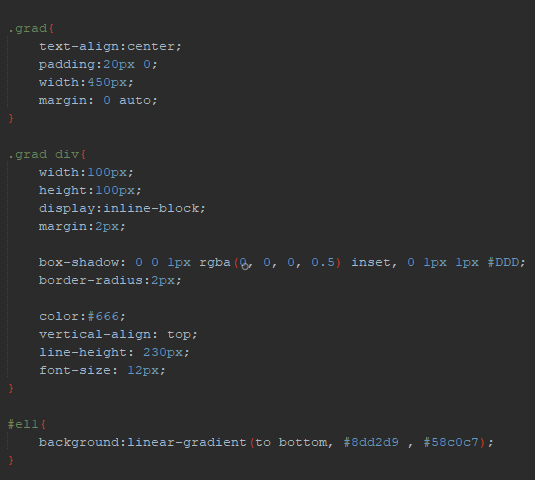 .grad{
text-align:center;
padding:20px 0;
width:450px;
margin: 0 auto;
}
.grad div{
width:100px;
height:100px;
display:inline-block;
margin:2px;
box-shadow: 0 0 1px rgba(0, 0, 0, 0.5) inset, 0 1px 1px #DDD;
border-radius:2px;
color:#666;
vertical-align: top;
line-height: 230px;
font-size: 12px;
}
#el1{
background:linear-gradient(to bottom, #8dd2d9 , #58c0c7);
}